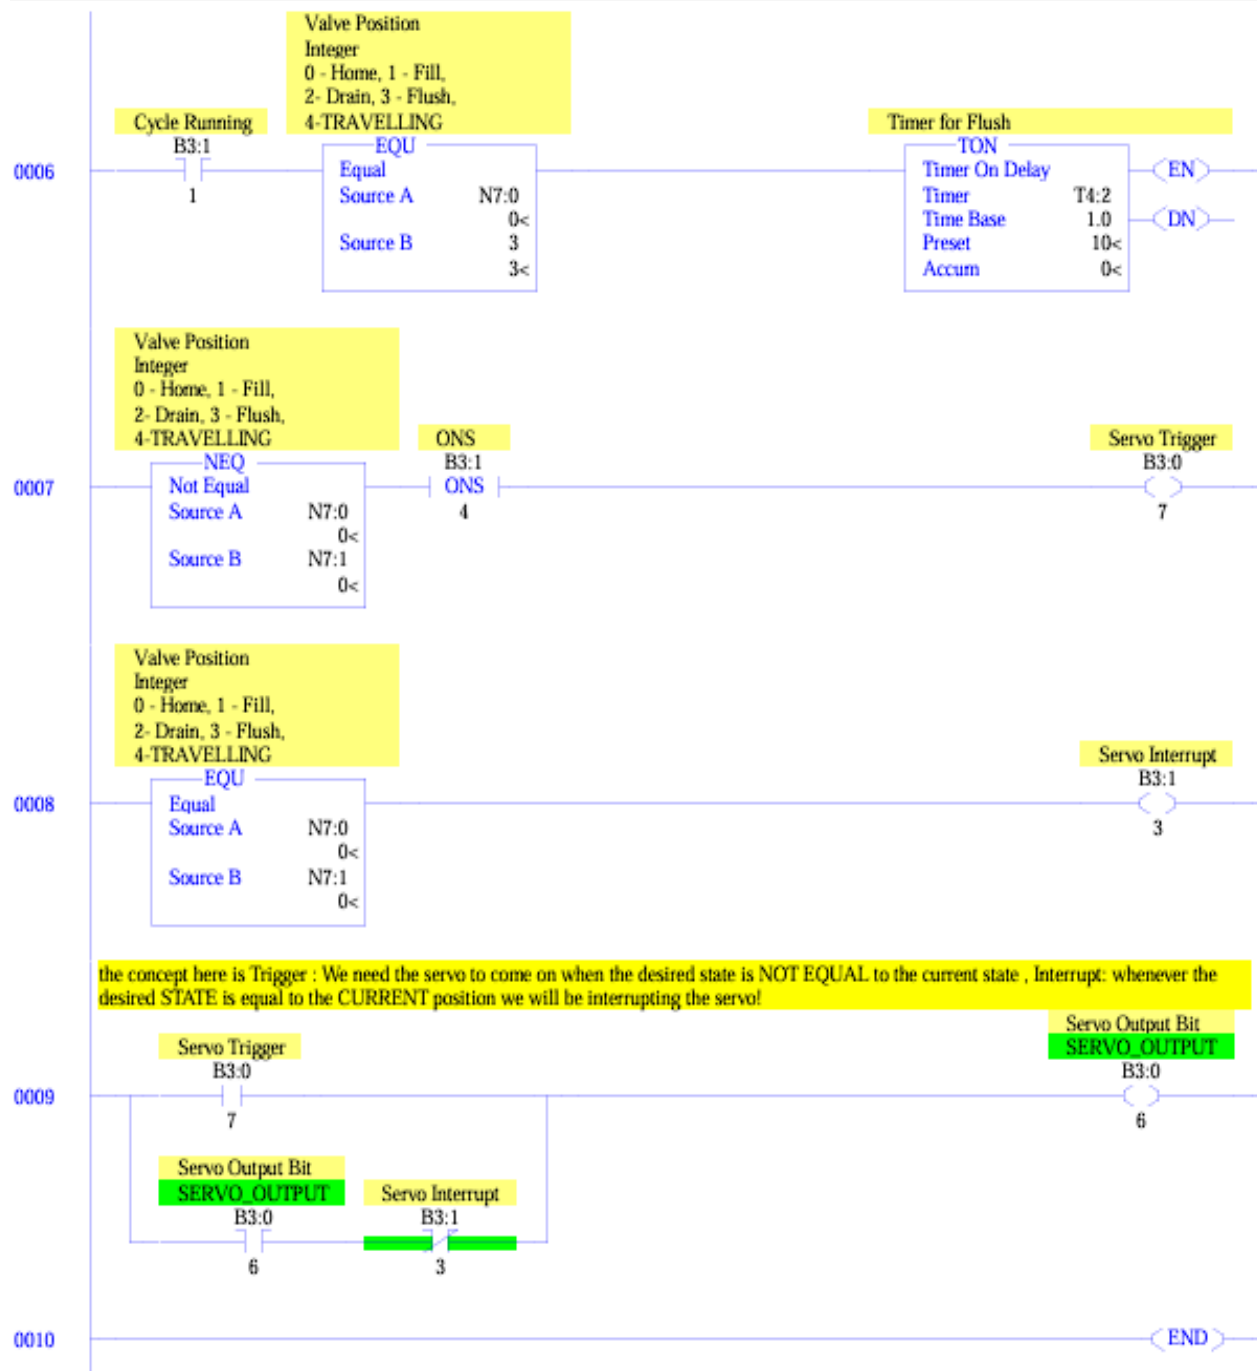 Valve Position
Integer
0 - Home, 1 - Fill,
2- Drain, 3 - Flush,
4-TRAVELLING
Cycle Running
B3:1
1
EQU
Equal
Source A N7:0
0<
Source B 3
3<
Timer for Flush
TON
Timer On Delay
Timer T4:2
Time Base 1.0
Preset 10<
Accum 0<
EN
DN
0006
Valve Position
Integer
0 - Home, 1 - Fill,
2- Drain, 3 - Flush,
4-TRAVELLING
NEQ
Not Equal
Source A N7:0
0<
Source B N7:1
0<
ONS
B3:1
ONS
4
Servo Trigger
B3:0
7
0007
Valve Position
Integer
0 - Home, 1 - Fill,
2- Drain, 3 - Flush,
4-TRAVELLING
EQU
Equal
Source A N7:0
0<
Source B N7:1
0<
Servo Interrupt
B3:1
3
0008
the concept here is Trigger : We need the servo to come on when the desired state is NOT EQUAL to the current state , Interrupt: whenever the
desired STATE is equal to the CURRENT position we will be interrupting the servo!
Servo Trigger
B3:0
7
Servo Output Bit
SERVO_OUTPUT
B3:0
6
0009
Servo Output Bit
SERVO_OUTPUT
B3:0
6
Servo Interrupt
B3:1
3
0010
END